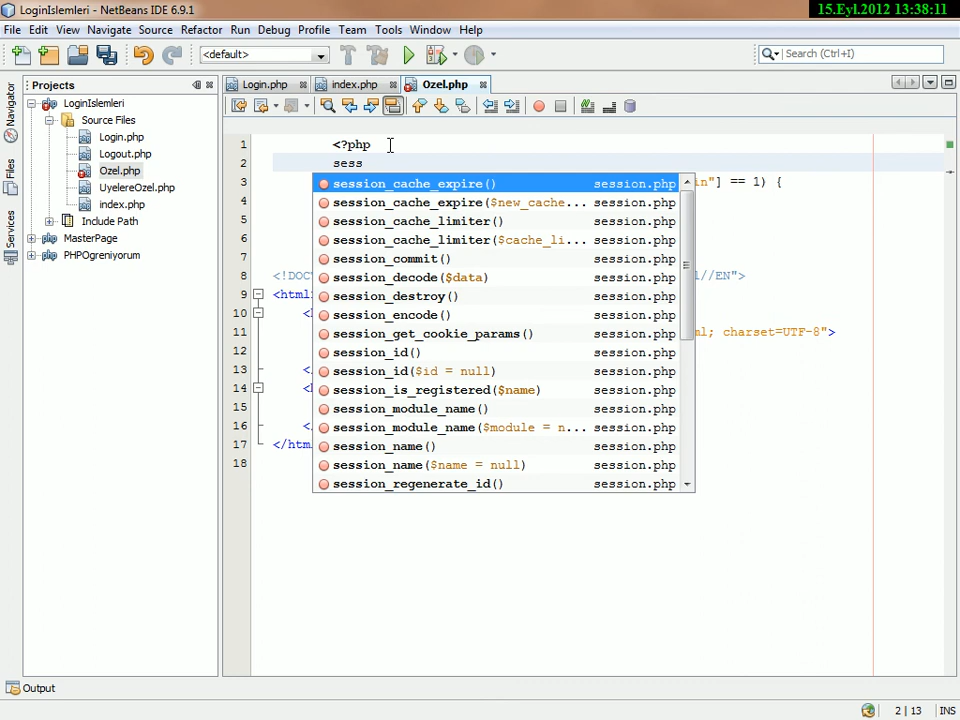 LoginIslemleri - NetBeans IDE 6.9.1
15.Eyl.2012 13:38:11
File Edit View Navigate Source Refactor Run Debug Profile Team Tools Window Help
<default>
Search (Ctrl+I)
Projects
Login.php
index.php
Ozel.php
Navigator
Files
Services
LoginIslemleri
Source Files
Login.php
Logout.php
Ozel.php
UyelereOzel.php
index.php
Include Path
MasterPage
PHPOgreniyorum
1 <?php
2 sess
3 in"] == 1) {
4
5
6
7
8 <!DOCT //EN">
9 <html
10 <h
11 ml; charset=UTF-8">
12
13 </
14 <b
15
16 </
17 </htm
18
session_cache_expire() session.php
session_cache_expire($new_cache... session.php
session_cache_limiter() session.php
session_cache_limiter($cache_li... session.php
session_commit() session.php
session_decode($data) session.php
session_destroy() session.php
session_encode() session.php
session_get_cookie_params() session.php
session_id() session.php
session_id($id = null) session.php
session_is_registered($name) session.php
session_module_name() session.php
session_module_name($module = n... session.php
session_name() session.php
session_name($name = null) session.php
session_regenerate_id() session.php
Output
2 | 13 INS